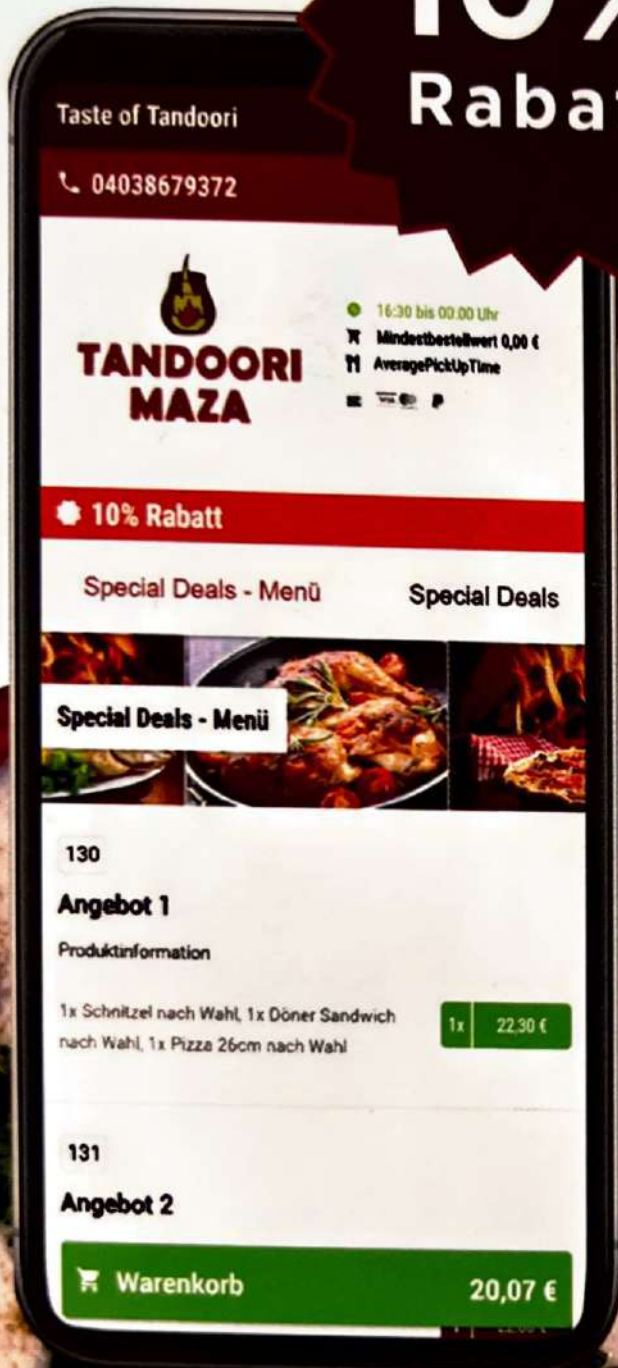 10%
Rabat
Taste of Tandoori
04038679372
TANDOORI
MAZA
16:30 bis 00:00 Uhr
Mindestbestellwert 0,00 €
AveragePickUpTime
VISA P
10% Rabatt
Special Deals - Menü
Special Deals
Special Deals - Menü
130
Angebot 1
Produktinformation
1x Schnitzel nach Wahl, 1x Döner Sandwich
nach Wahl, 1x Pizza 26cm nach Wahl
1x 22,30 €
131
Angebot 2
Warenkorb 20,07 €